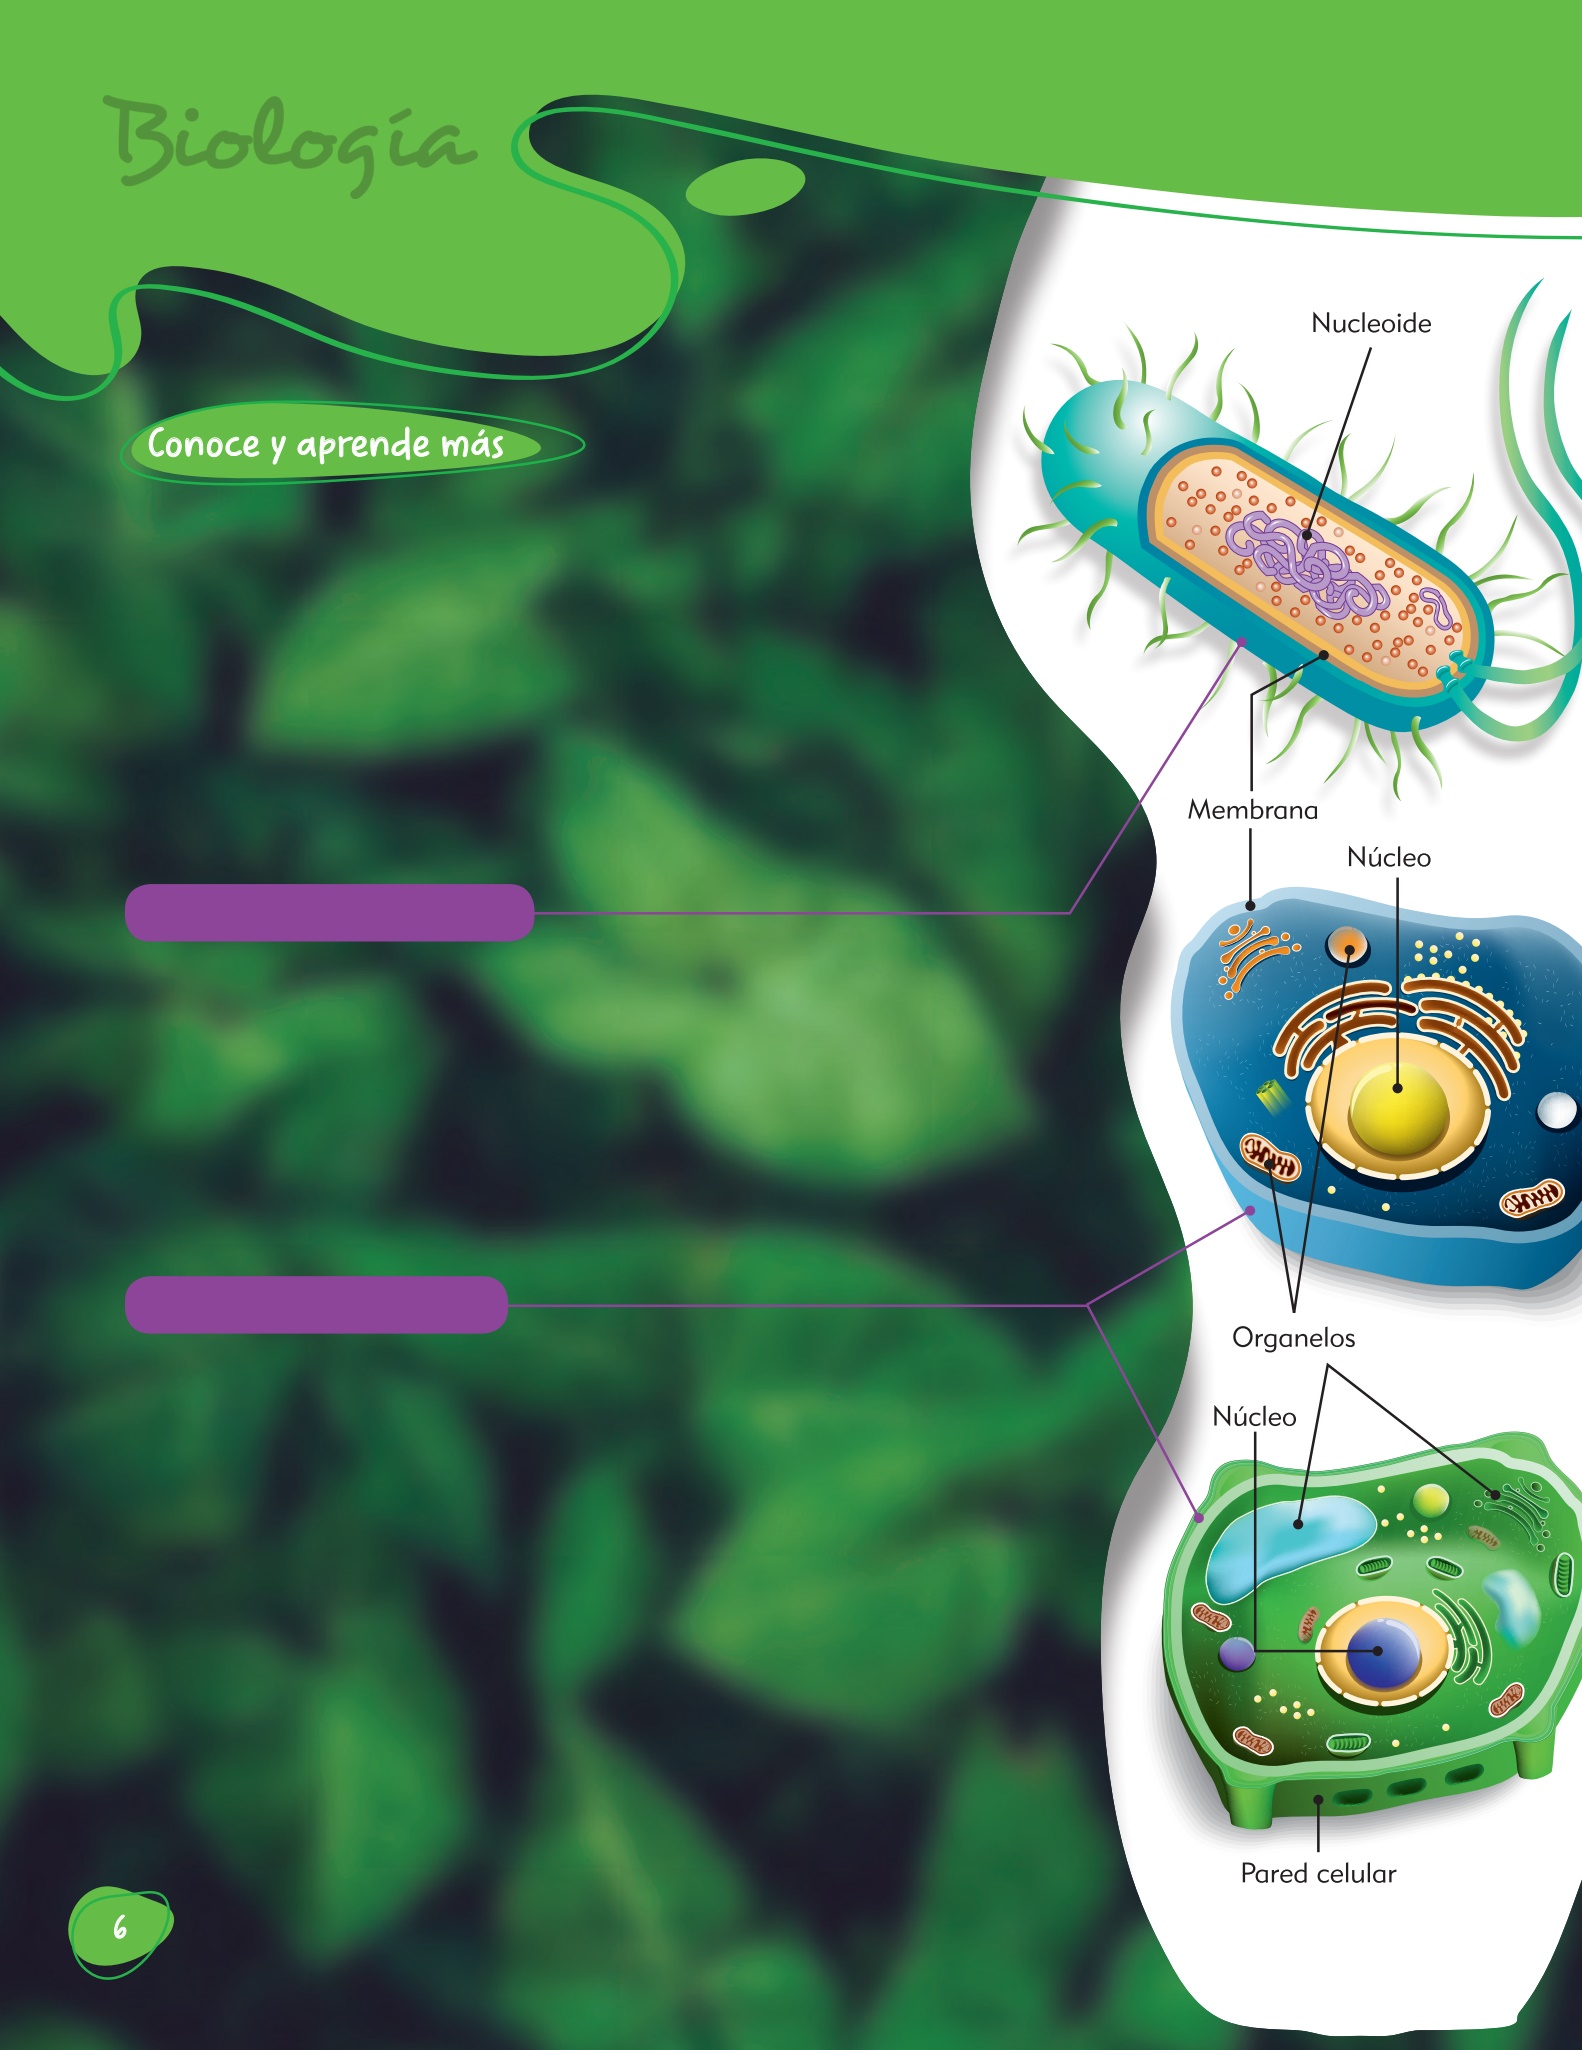 Biología
Conoce y aprende más
Nucleoide
Membrana
Núcleo
Organelos
Núcleo
Pared celular
6